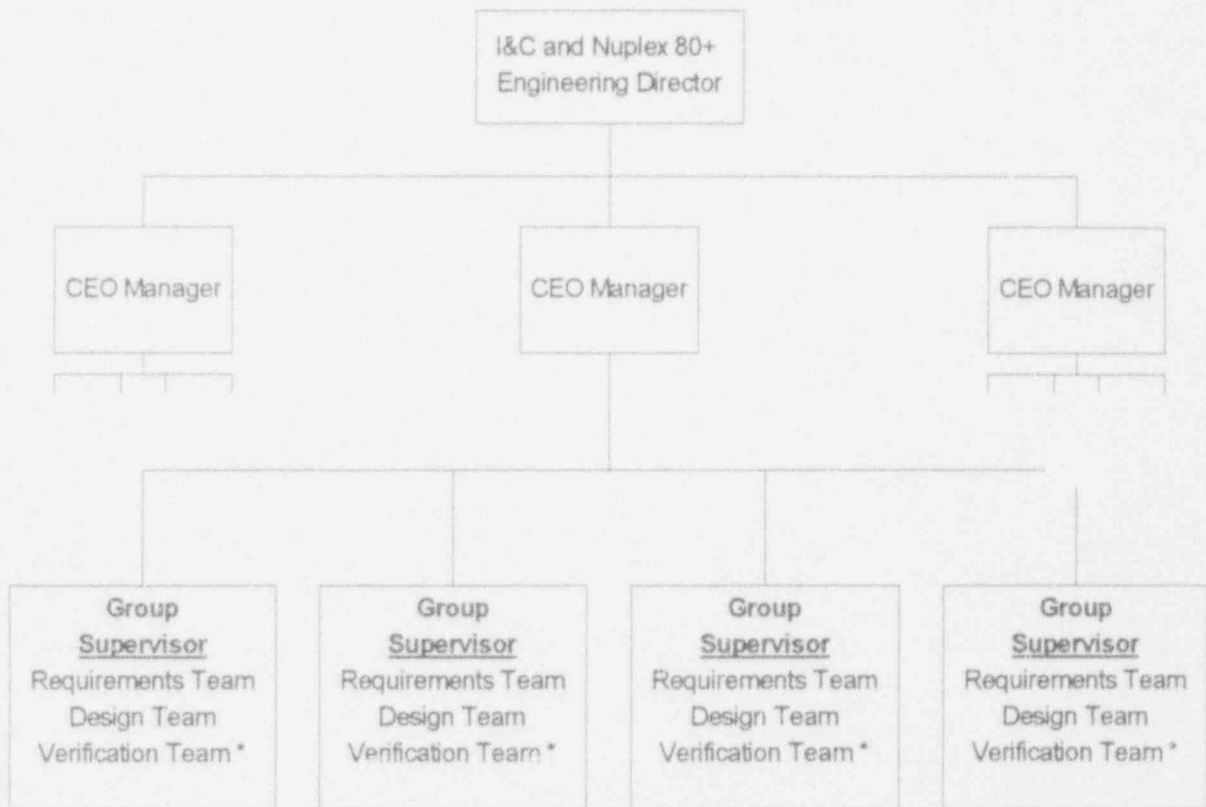 I&C and Nuplex 80+
Engineering Director
CEO Manager
CEO Manager
CEO Manager
Group
Supervisor
Requirements Team
Design Team
Verification Team *
Group
Supervisor
Requirements Team
Design Team
Verification Team *
Group
Supervisor
Requirements Team
Design Team
Verification Team *
Group
Supervisor
Requirements Team
Design Team
Verification Team *